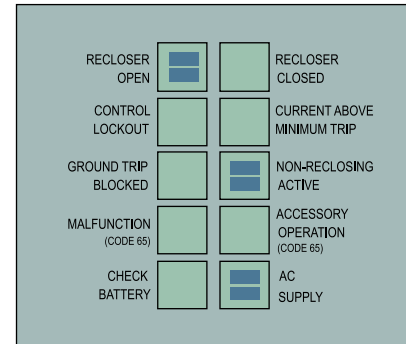 RECLOSER
OPEN
RECLOSER
CLOSED
CONTROL
LOCKOUT
CURRENT ABOVE
MINIMUM TRIP
GROUND TRIP
BLOCKED
NON-RECLOSING
ACTIVE
MALFUNCTION
(CODE 65)
ACCESSORY
OPERATION
(CODE 65)
CHECK
BATTERY
AC
SUPPLY